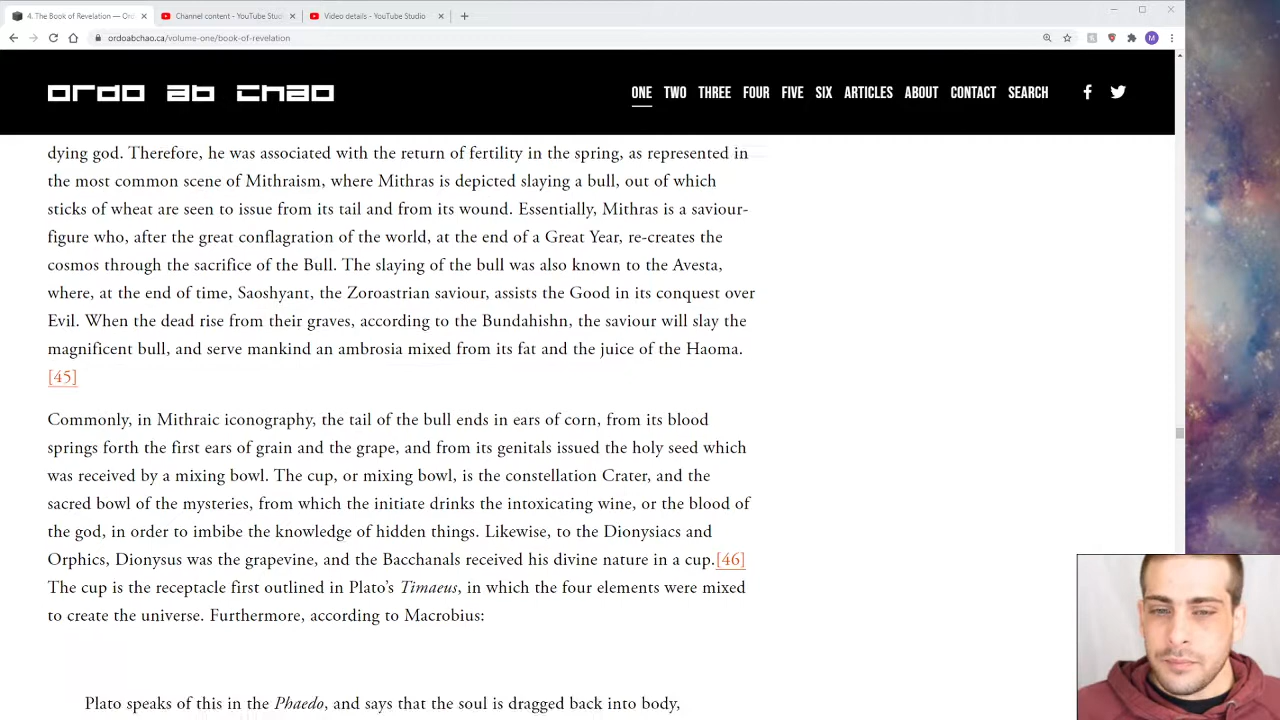 4. The Book of Revelation — Ord
Channel content - YouTube Stud
Video details - YouTube Studio
ordoabchao.ca/volume-one/book-of-revelation
M
ordo ab chao
ONE TWO THREE FOUR FIVE SIX ARTICLES ABOUT CONTACT SEARCH
dying god. Therefore, he was associated with the return of fertility in the spring, as represented in
the most common scene of Mithraism, where Mithras is depicted slaying a bull, out of which
sticks of wheat are seen to issue from its tail and from its wound. Essentially, Mithras is a saviour-
figure who, after the great conflagration of the world, at the end of a Great Year, re-creates the
cosmos through the sacrifice of the Bull. The slaying of the bull was also known to the Avesta,
where, at the end of time, Saoshyant, the Zoroastrian saviour, assists the Good in its conquest over
Evil. When the dead rise from their graves, according to the Bundahishn, the saviour will slay the
magnificent bull, and serve mankind an ambrosia mixed from its fat and the juice of the Haoma.
[45]
Commonly, in Mithraic iconography, the tail of the bull ends in ears of corn, from its blood
springs forth the first ears of grain and the grape, and from its genitals issued the holy seed which
was received by a mixing bowl. The cup, or mixing bowl, is the constellation Crater, and the
sacred bowl of the mysteries, from which the initiate drinks the intoxicating wine, or the blood of
the god, in order to imbibe the knowledge of hidden things. Likewise, to the Dionysiacs and
Orphics, Dionysus was the grapevine, and the Bacchanals received his divine nature in a cup.[46]
The cup is the receptacle first outlined in Plato’s Timaeus, in which the four elements were mixed
to create the universe. Furthermore, according to Macrobius:
Plato speaks of this in the Phaedo, and says that the soul is dragged back into body,